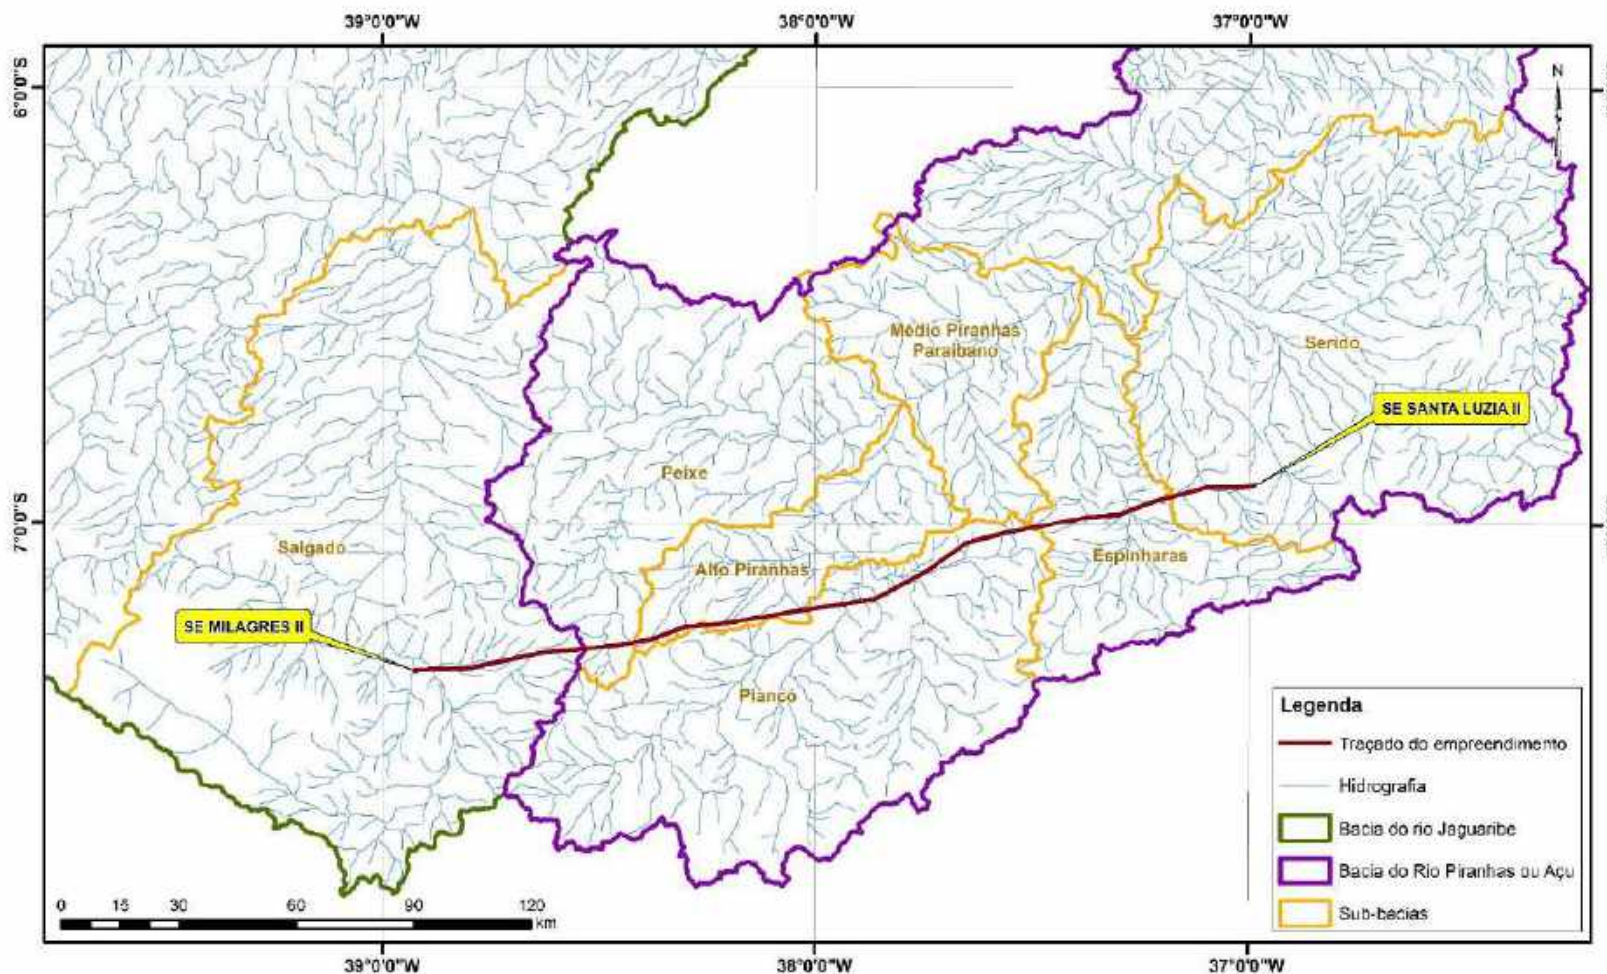 39°0'0"W
38°0'0"W
37°0'0"W
6°0'0"S
N
Médio Piranhas
Paraibano
Seridó
SE SANTA LUZIA II
Peixe
7°0'0"S
Salgado
Espinharas
Alto Piranhas
SE MILAGRES II
Piancó
Legenda
Traçado do empreendimento
Hidrografia
Bacia do rio Jaguaribe
Bacia do Rio Piranhas ou Açu
Sub-bacias
0 15 30 60 90 120
km
39°0'0"W
38°0'0"W
37°0'0"W